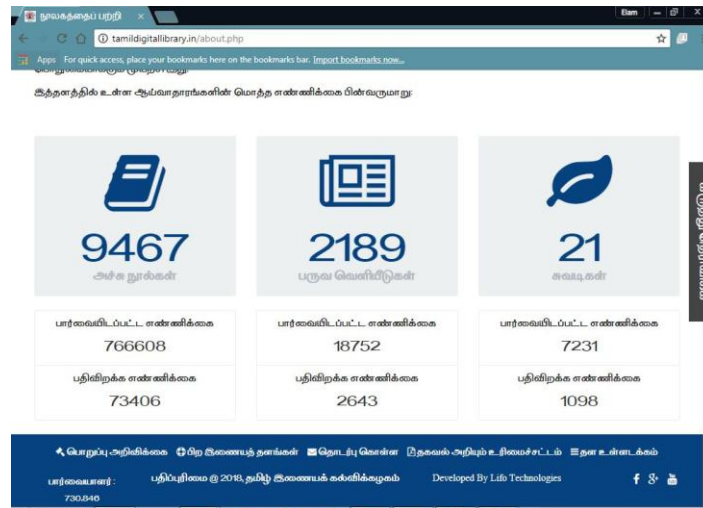 நூலகத்தைப் பற்றி
Elam
tamildigitallibrary.in/about.php
Apps For quick access, place your bookmarks here on the bookmarks bar. Import bookmarks now...
இத்தளத்தில் உள்ள ஆய்வாதாரங்களின் மொத்த எண்ணிக்கை பின்வருமாறு:
9467 2189 21
அச்சு நூல்கள் பருவ வெளியீடுகள் சுவடிகள்
பார்வையிடப்பட்ட எண்ணிக்கை பார்வையிடப்பட்ட எண்ணிக்கை பார்வையிடப்பட்ட எண்ணிக்கை
766608 18752 7231
பதிவிறக்க எண்ணிக்கை பதிவிறக்க எண்ணிக்கை பதிவிறக்க எண்ணிக்கை
73406 2643 1098
பொறுப்பு அறிவிக்கை பிற இணையத் தளங்கள் தொடர்பு கொள்ள தகவல் அறியும் உரிமைச்சட்டம் தள உள்ளடக்கம்
பார்வையாளர் : பதிப்புரிமை @ 2018, தமிழ் இணையக் கல்விக்கழகம் Developed By Life Technologies
730,846